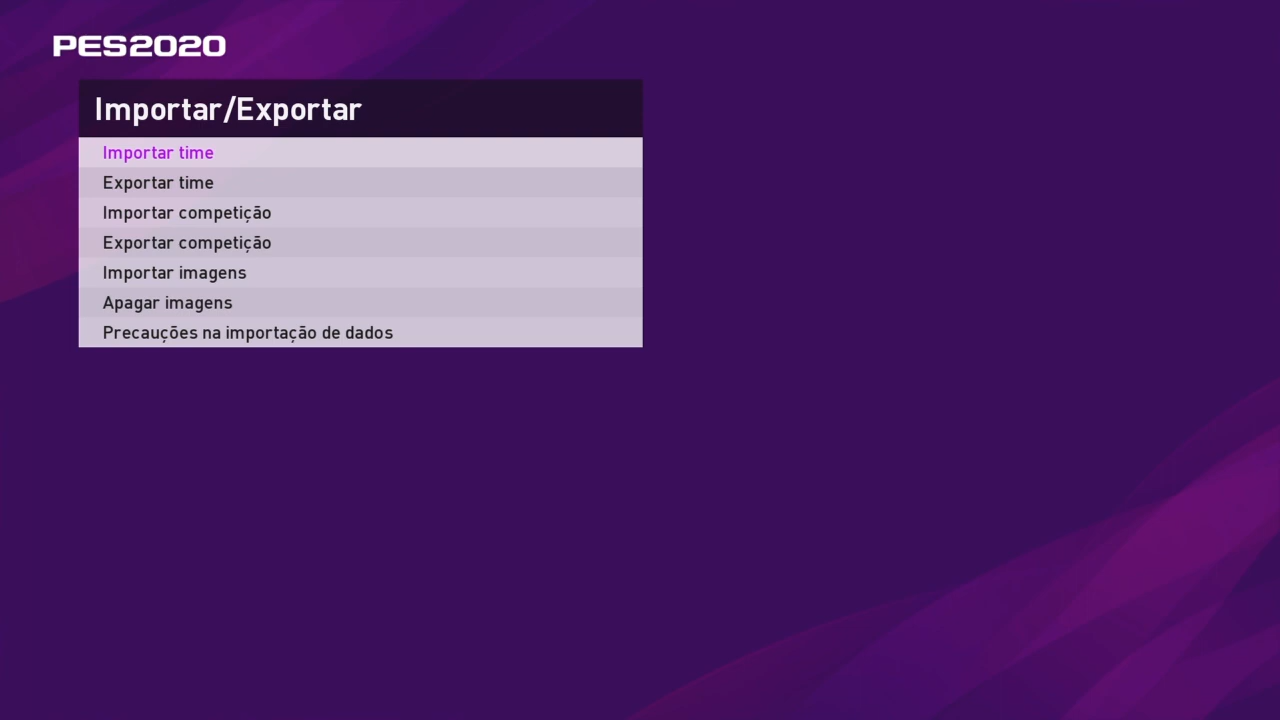 PES2020
Importar/Exportar
Importar time
Exportar time
Importar competição
Exportar competição
Importar imagens
Apagar imagens
Precauções na importação de dados